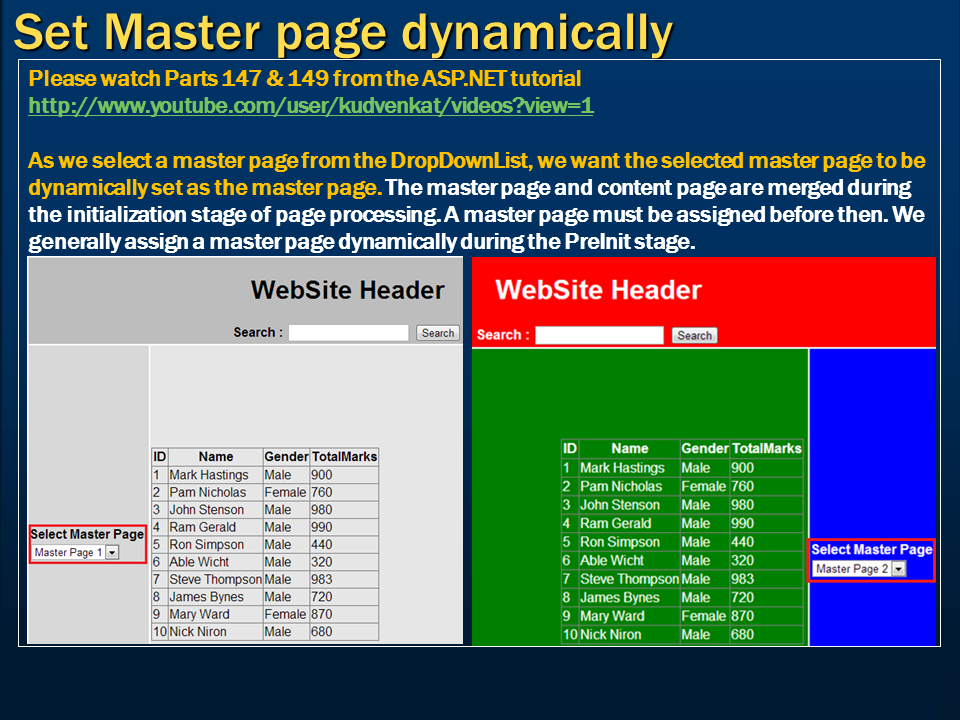 Set Master page dynamically
Please watch Parts 147 & 149 from the ASP.NET tutorial
http://www.youtube.com/user/kudvenkat/videos?view=1
As we select a master page from the DropDownList, we want the selected master page to be
dynamically set as the master page. The master page and content page are merged during
the initialization stage of page processing. A master page must be assigned before then. We
generally assign a master page dynamically during the PreInit stage.
WebSite Header
Search : Search
ID Name Gender TotalMarks
1 Mark Hastings Male 900
2 Pam Nicholas Female 760
3 John Stenson Male 980
4 Ram Gerald Male 990
5 Ron Simpson Male 440
6 Able Wicht Male 320
7 Steve Thompson Male 983
8 James Bynes Male 720
9 Mary Ward Female 870
10 Nick Niron Male 680
Select Master Page
Master Page 1
WebSite Header
Search : Search
ID Name Gender TotalMarks
1 Mark Hastings Male 900
2 Pam Nicholas Female 760
3 John Stenson Male 980
4 Ram Gerald Male 990
5 Ron Simpson Male 440
6 Able Wicht Male 320
7 Steve Thompson Male 983
8 James Bynes Male 720
9 Mary Ward Female 870
10 Nick Niron Male 680
Select Master Page
Master Page 2